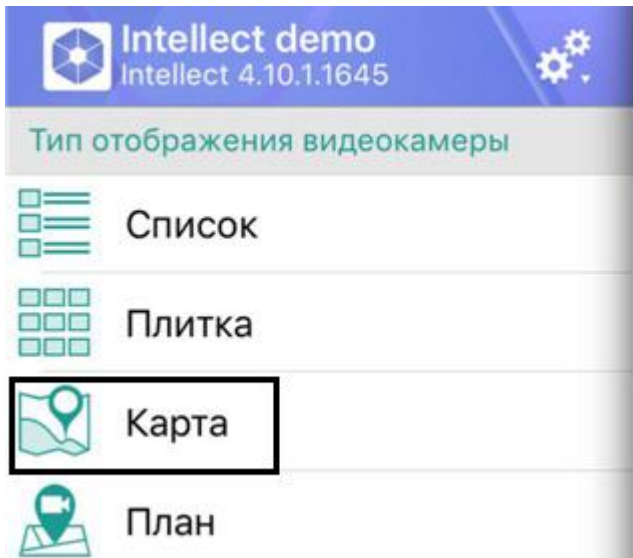 Intellect demo
Intellect 4.10.1.1645
Тип отображения видеокамеры
Список
Плитка
Карта
План